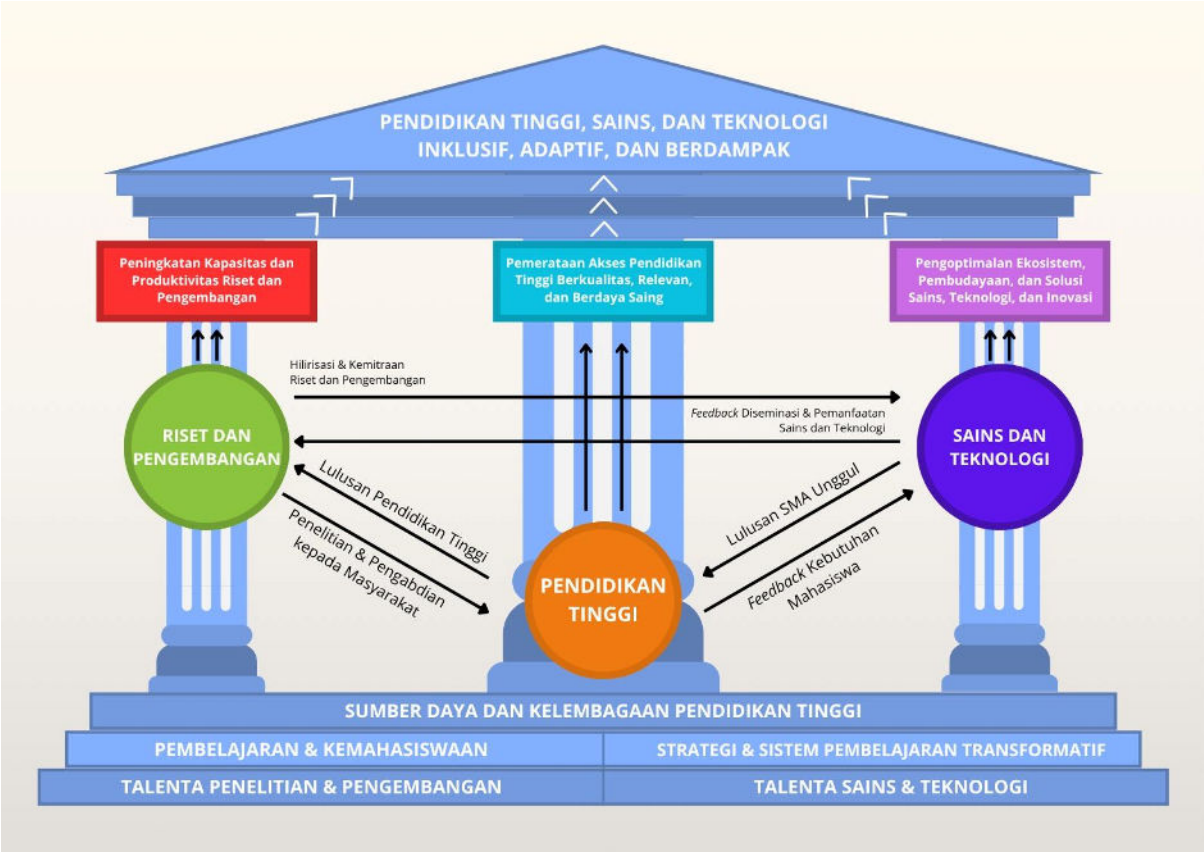 PENDIDIKAN TINGGI, SAINS, DAN TEKNOLOGI
INKLUSIF, ADAPTIF, DAN BERDAMPAK
Peningkatan Kapasitas dan
Produktivitas Riset dan
Pengembangan
Pemerataan Akses Pendidikan
Tinggi Berkualitas, Relevan,
dan Berdaya Saing
Pengoptimalan Ekosistem,
Pembudayaan, dan Solusi
Sains, Teknologi, dan Inovasi
Hilirisasi & Kemitraan
Riset dan Pengembangan
Feedback Diseminasi & Pemanfaatan
Sains dan Teknologi
RISET DAN
PENGEMBANGAN
SAINS DAN
TEKNOLOGI
Lulusan Pendidikan Tinggi
Penelitian & Pengabdian
kepada Masyarakat
Lulusan SMA Unggul
Feedback Kebutuhan
Mahasiswa
PENDIDIKAN
TINGGI
SUMBER DAYA DAN KELEMBAGAAN PENDIDIKAN TINGGI
PEMBELAJARAN & KEMAHASISWAAN
STRATEGI & SISTEM PEMBELAJARAN TRANSFORMATIF
TALENTA PENELITIAN & PENGEMBANGAN
TALENTA SAINS & TEKNOLOGI